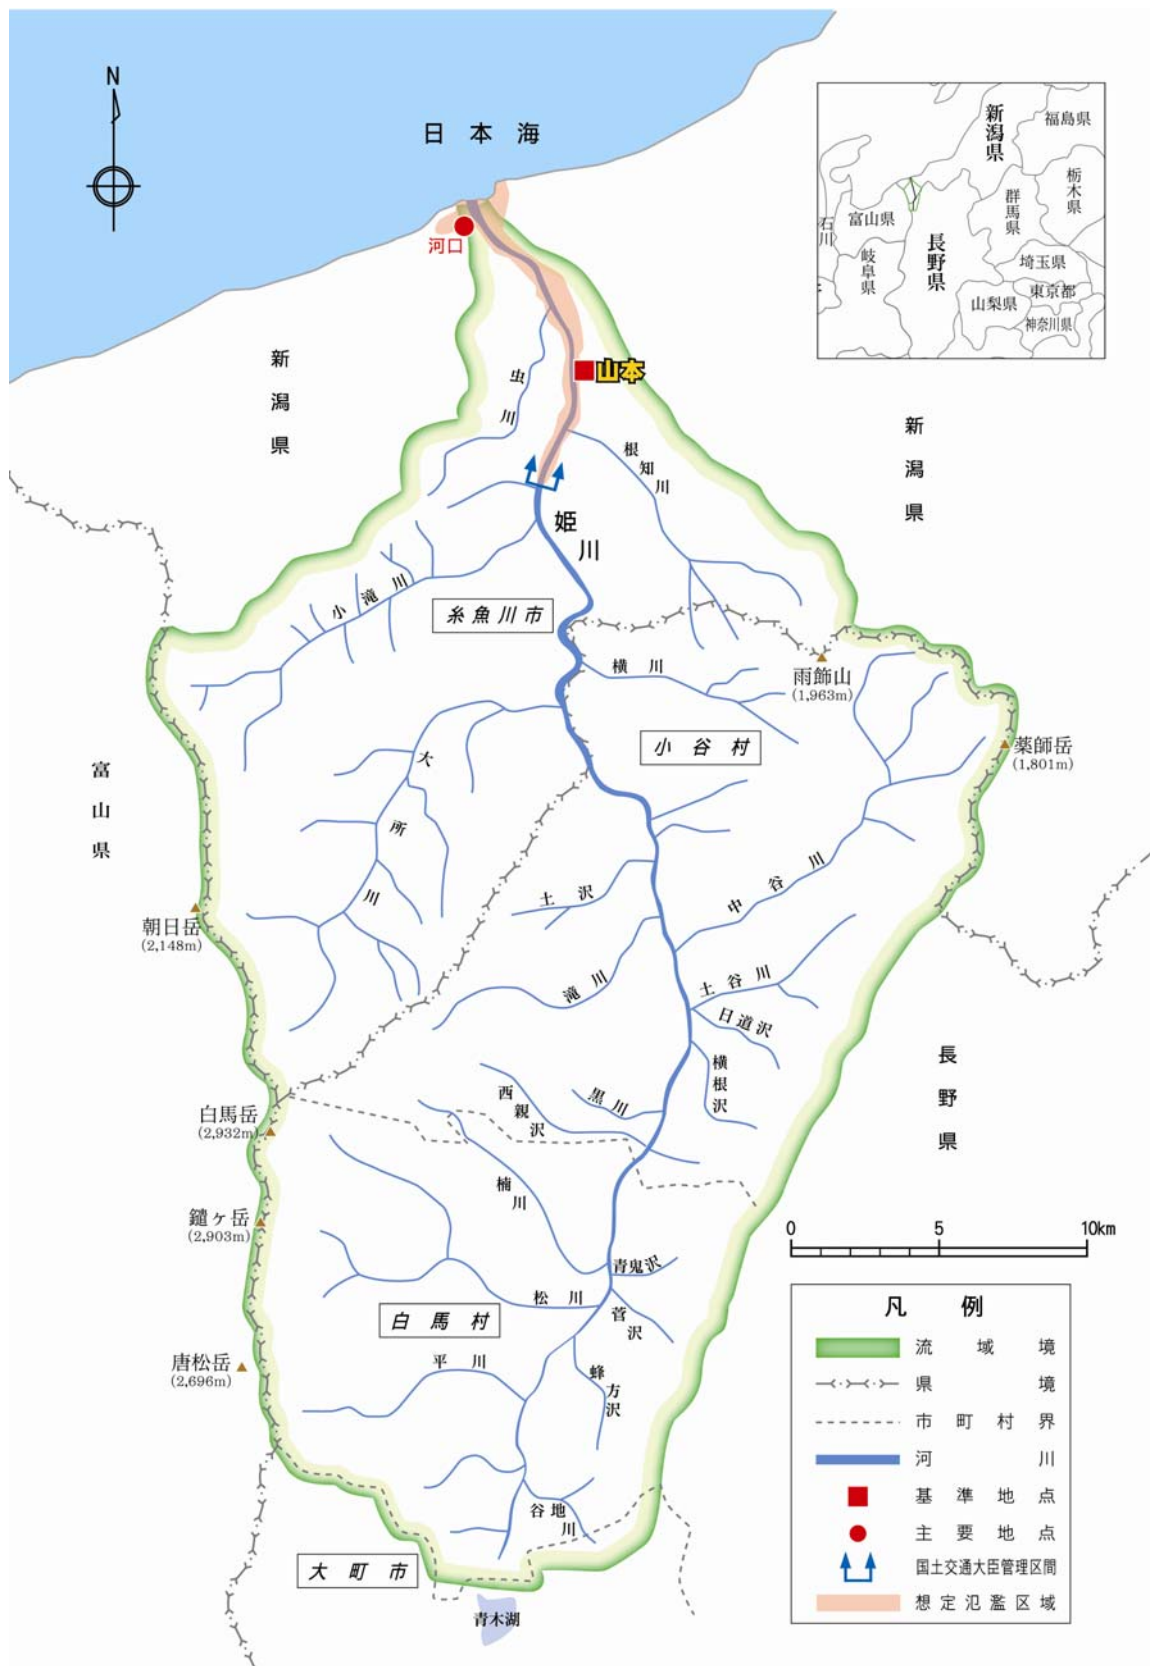 N
日本海
新潟県
福島県
栃木県
群馬県
富山県
石川
長野県
岐阜県
埼玉県
東京都
山梨県
神奈川県
河口
山本
新潟県
新潟県
虫川
根知川
姫川
小滝川
糸魚川市
横川
雨飾山
(1,963m)
小谷村
薬師岳
(1,801m)
富山県
大所川
土沢
中谷川
朝日岳
(2,148m)
滝川
土谷川
日道沢
横根沢
長野県
西親沢
黒川
白馬岳
(2,932m)
楠川
鑓ヶ岳
(2,903m)
青鬼沢
松川
菅沢
白馬村
平川
蜂方沢
唐松岳
(2,696m)
谷地川
大町市
青木湖
0 5 10km
凡例
流域境
県境
市町村界
河川
基準地点
主要地点
国土交通大臣管理区間
想定氾濫区域